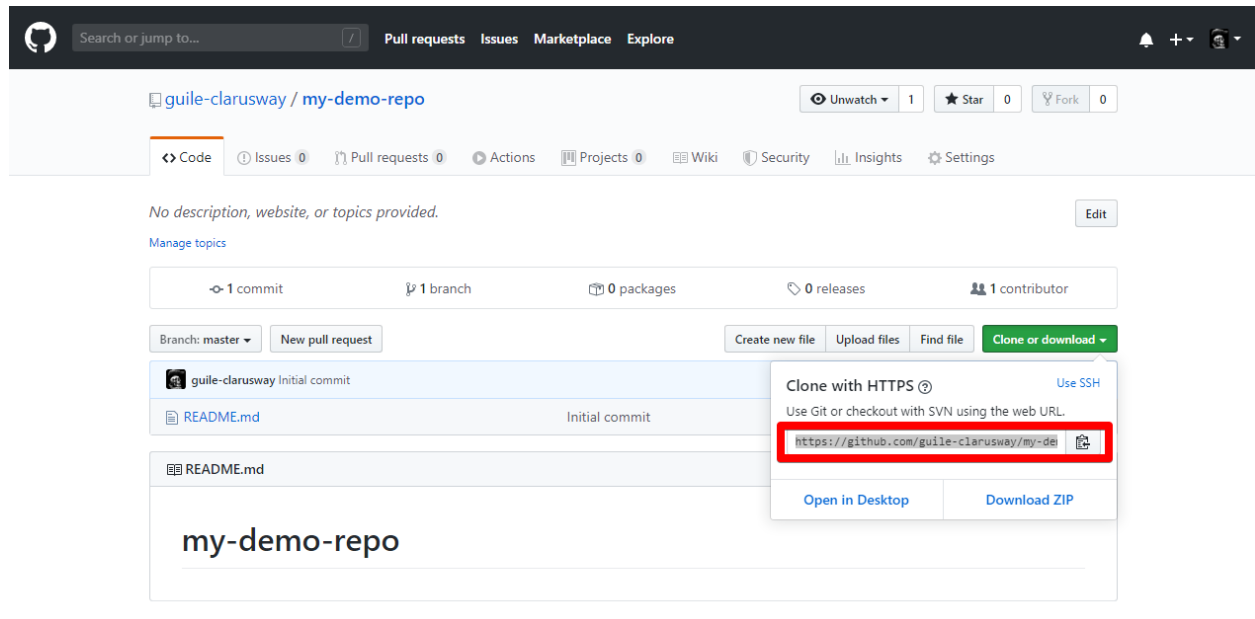 Search or jump to... / Pull requests Issues Marketplace Explore
guile-clarusway / my-demo-repo Unwatch 1 Star 0 Fork 0
Code Issues 0 Pull requests 0 Actions Projects 0 Wiki Security Insights Settings
No description, website, or topics provided. Edit
Manage topics
1 commit 1 branch 0 packages 0 releases 1 contributor
Branch: master New pull request Create new file Upload files Find file Clone or download
guile-clarusway Initial commit
README.md Initial commit
Clone with HTTPS ? Use SSH
Use Git or checkout with SVN using the web URL.
https://github.com/guile-clarusway/my-de
Open in Desktop Download ZIP
README.md
my-demo-repo